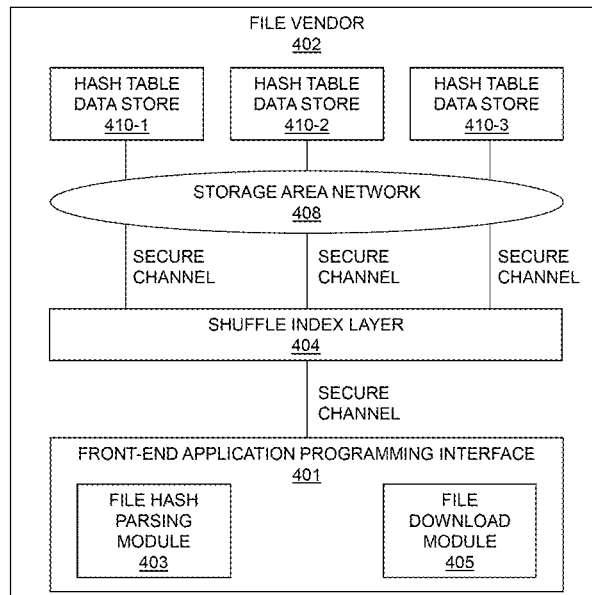 FILE VENDOR
402
HASH TABLE
DATA STORE
410-1
HASH TABLE
DATA STORE
410-2
HASH TABLE
DATA STORE
410-3
STORAGE AREA NETWORK
408
SECURE
CHANNEL
SECURE
CHANNEL
SECURE
CHANNEL
SHUFFLE INDEX LAYER
404
SECURE
CHANNEL
FRONT-END APPLICATION PROGRAMMING INTERFACE
401
FILE HASH
PARSING
MODULE
403
FILE
DOWNLOAD
MODULE
405